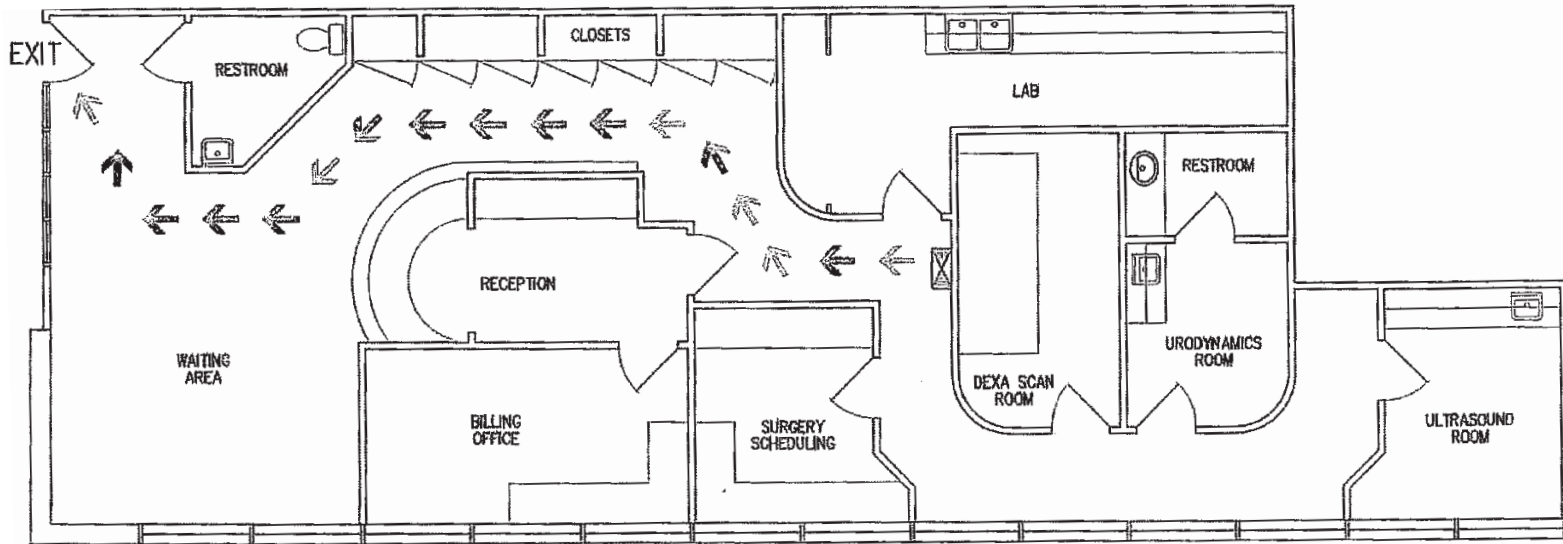 EXIT
RESTROOM
CLOSETS
LAB
RESTROOM
RECEPTION
WAITING
AREA
BILLING
OFFICE
SURGERY
SCHEDULING
DEXA SCAN
ROOM
URODYNAMICS
ROOM
ULTRASOUND
ROOM